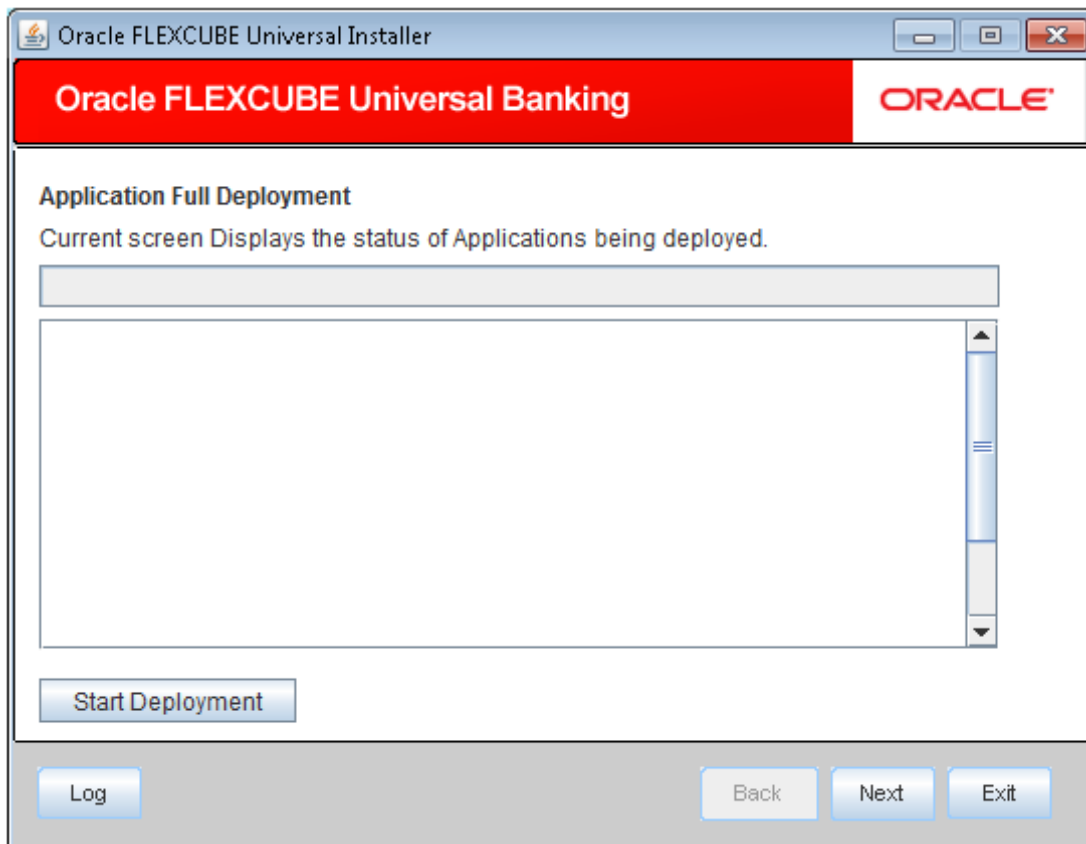 Oracle FLEXCUBE Universal Installer
Oracle FLEXCUBE Universal Banking
ORACLE
Application Full Deployment
Current screen Displays the status of Applications being deployed.
Start Deployment
Log
Back
Next
Exit